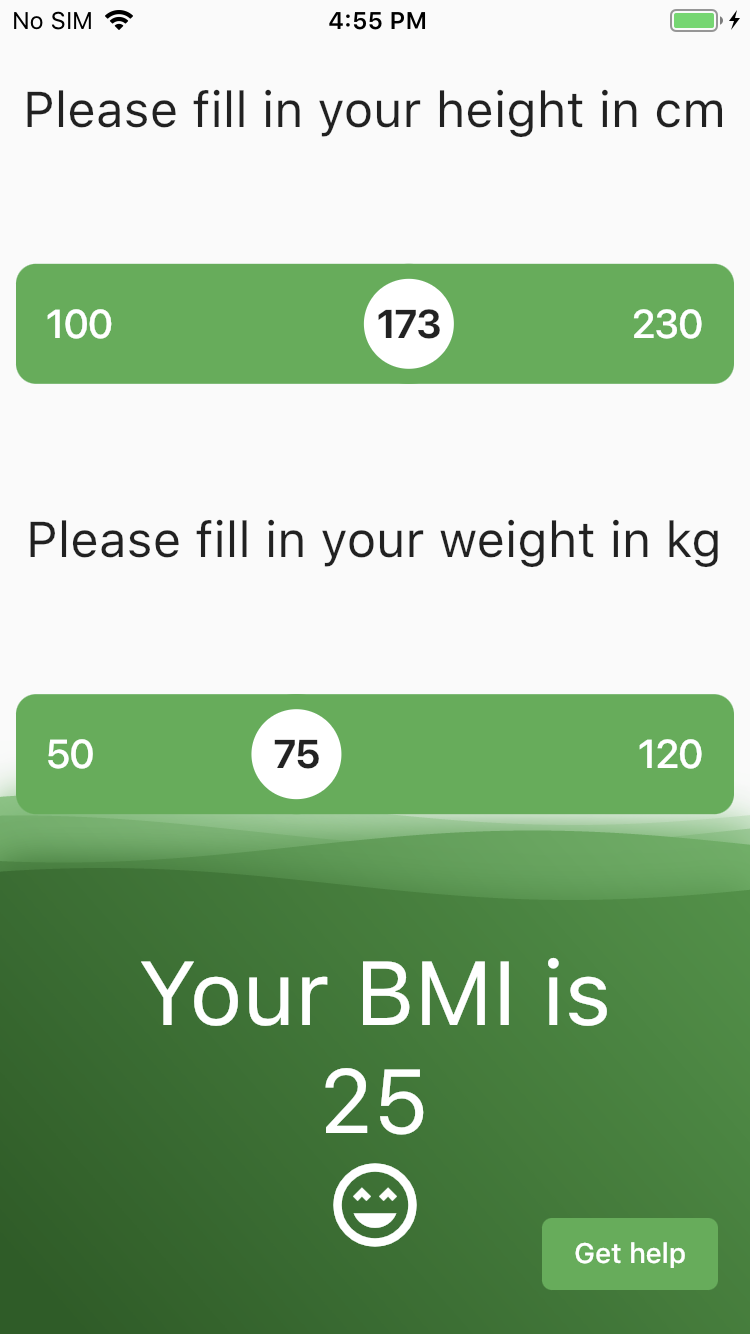 No SIM 4:55 PM
Please fill in your height in cm
100 173 230
Please fill in your weight in kg
50 75 120
Your BMI is
25
Get help